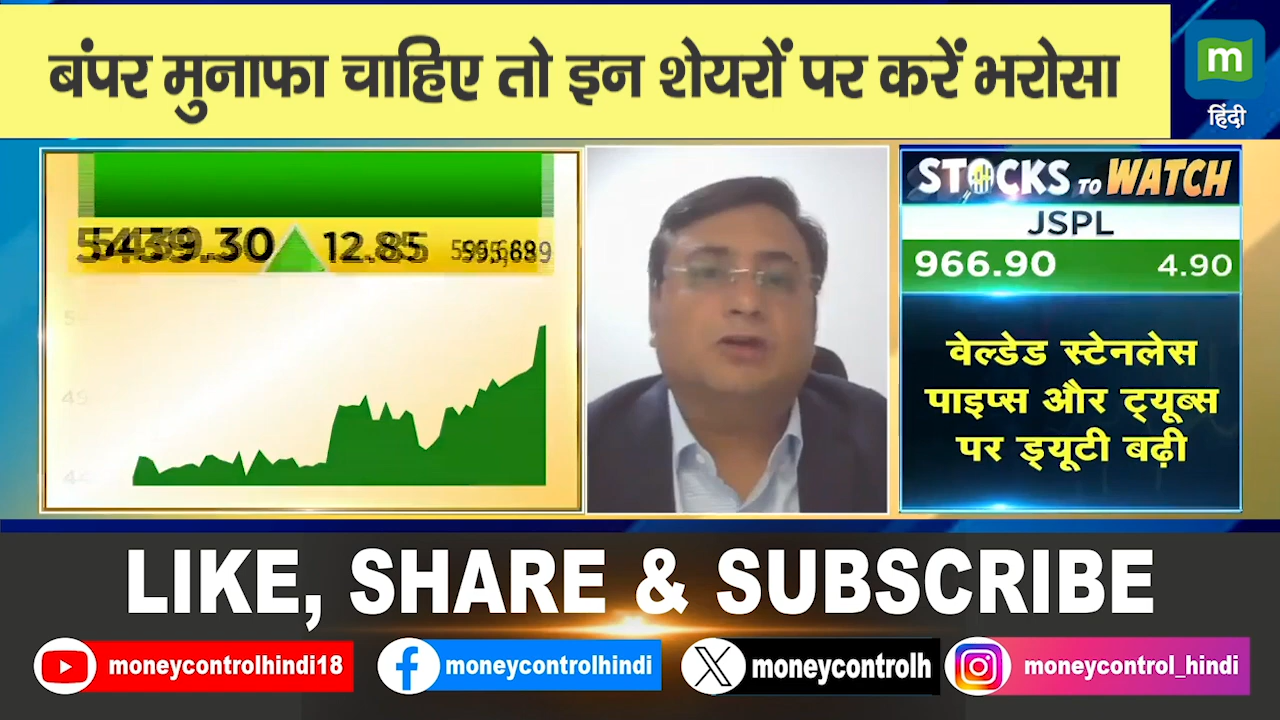 बंपर मुनाफा चाहिए तो इन शेयरों पर करें भरोसा
m
हिंदी
12.85
STOCKS TO WATCH
JSPL
966.90 4.90
वेल्डेड स्टेनलेस
पाइप्स और ट्यूब्स
पर ड्यूटी बढ़ी
LIKE, SHARE & SUBSCRIBE
moneycontrolhindi18
moneycontrolhindi
moneycontrolh
moneycontrol_hindi